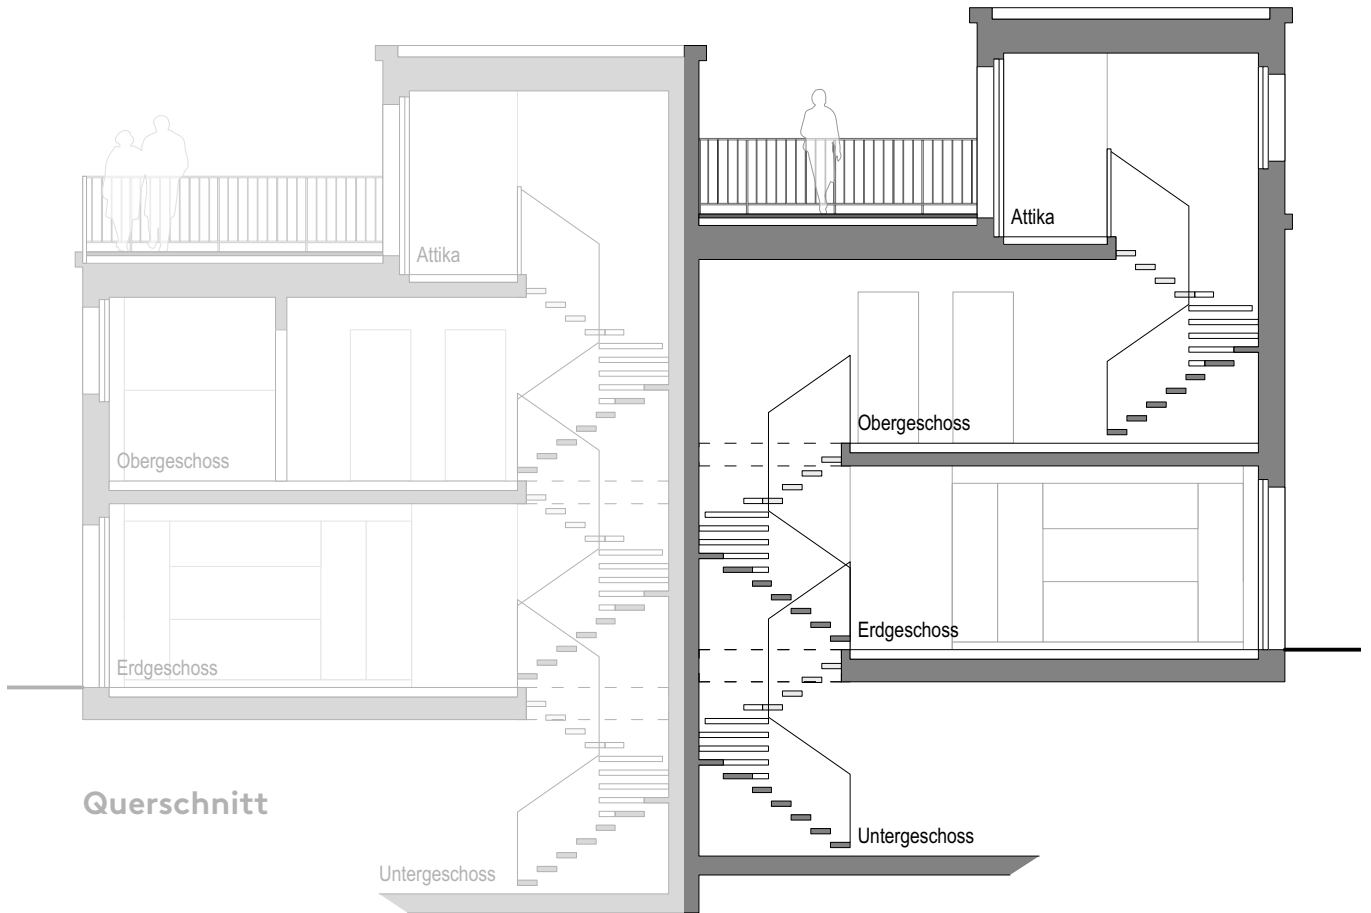 Attika
Attika
Obergeschoss
Obergeschoss
Erdgeschoss
Erdgeschoss
Querschnitt
Untergeschoss
Untergeschoss